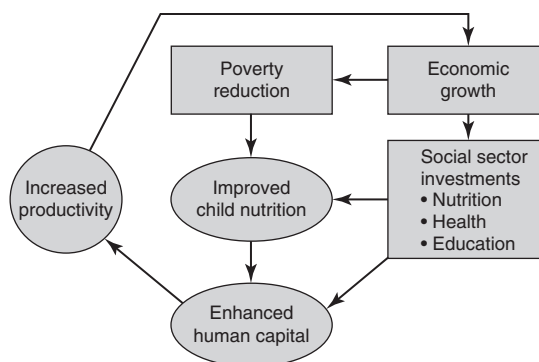 Poverty
reduction
Economic
growth
Social sector
investments
• Nutrition
• Health
• Education
Increased
productivity
Improved
child nutrition
Enhanced
human capital